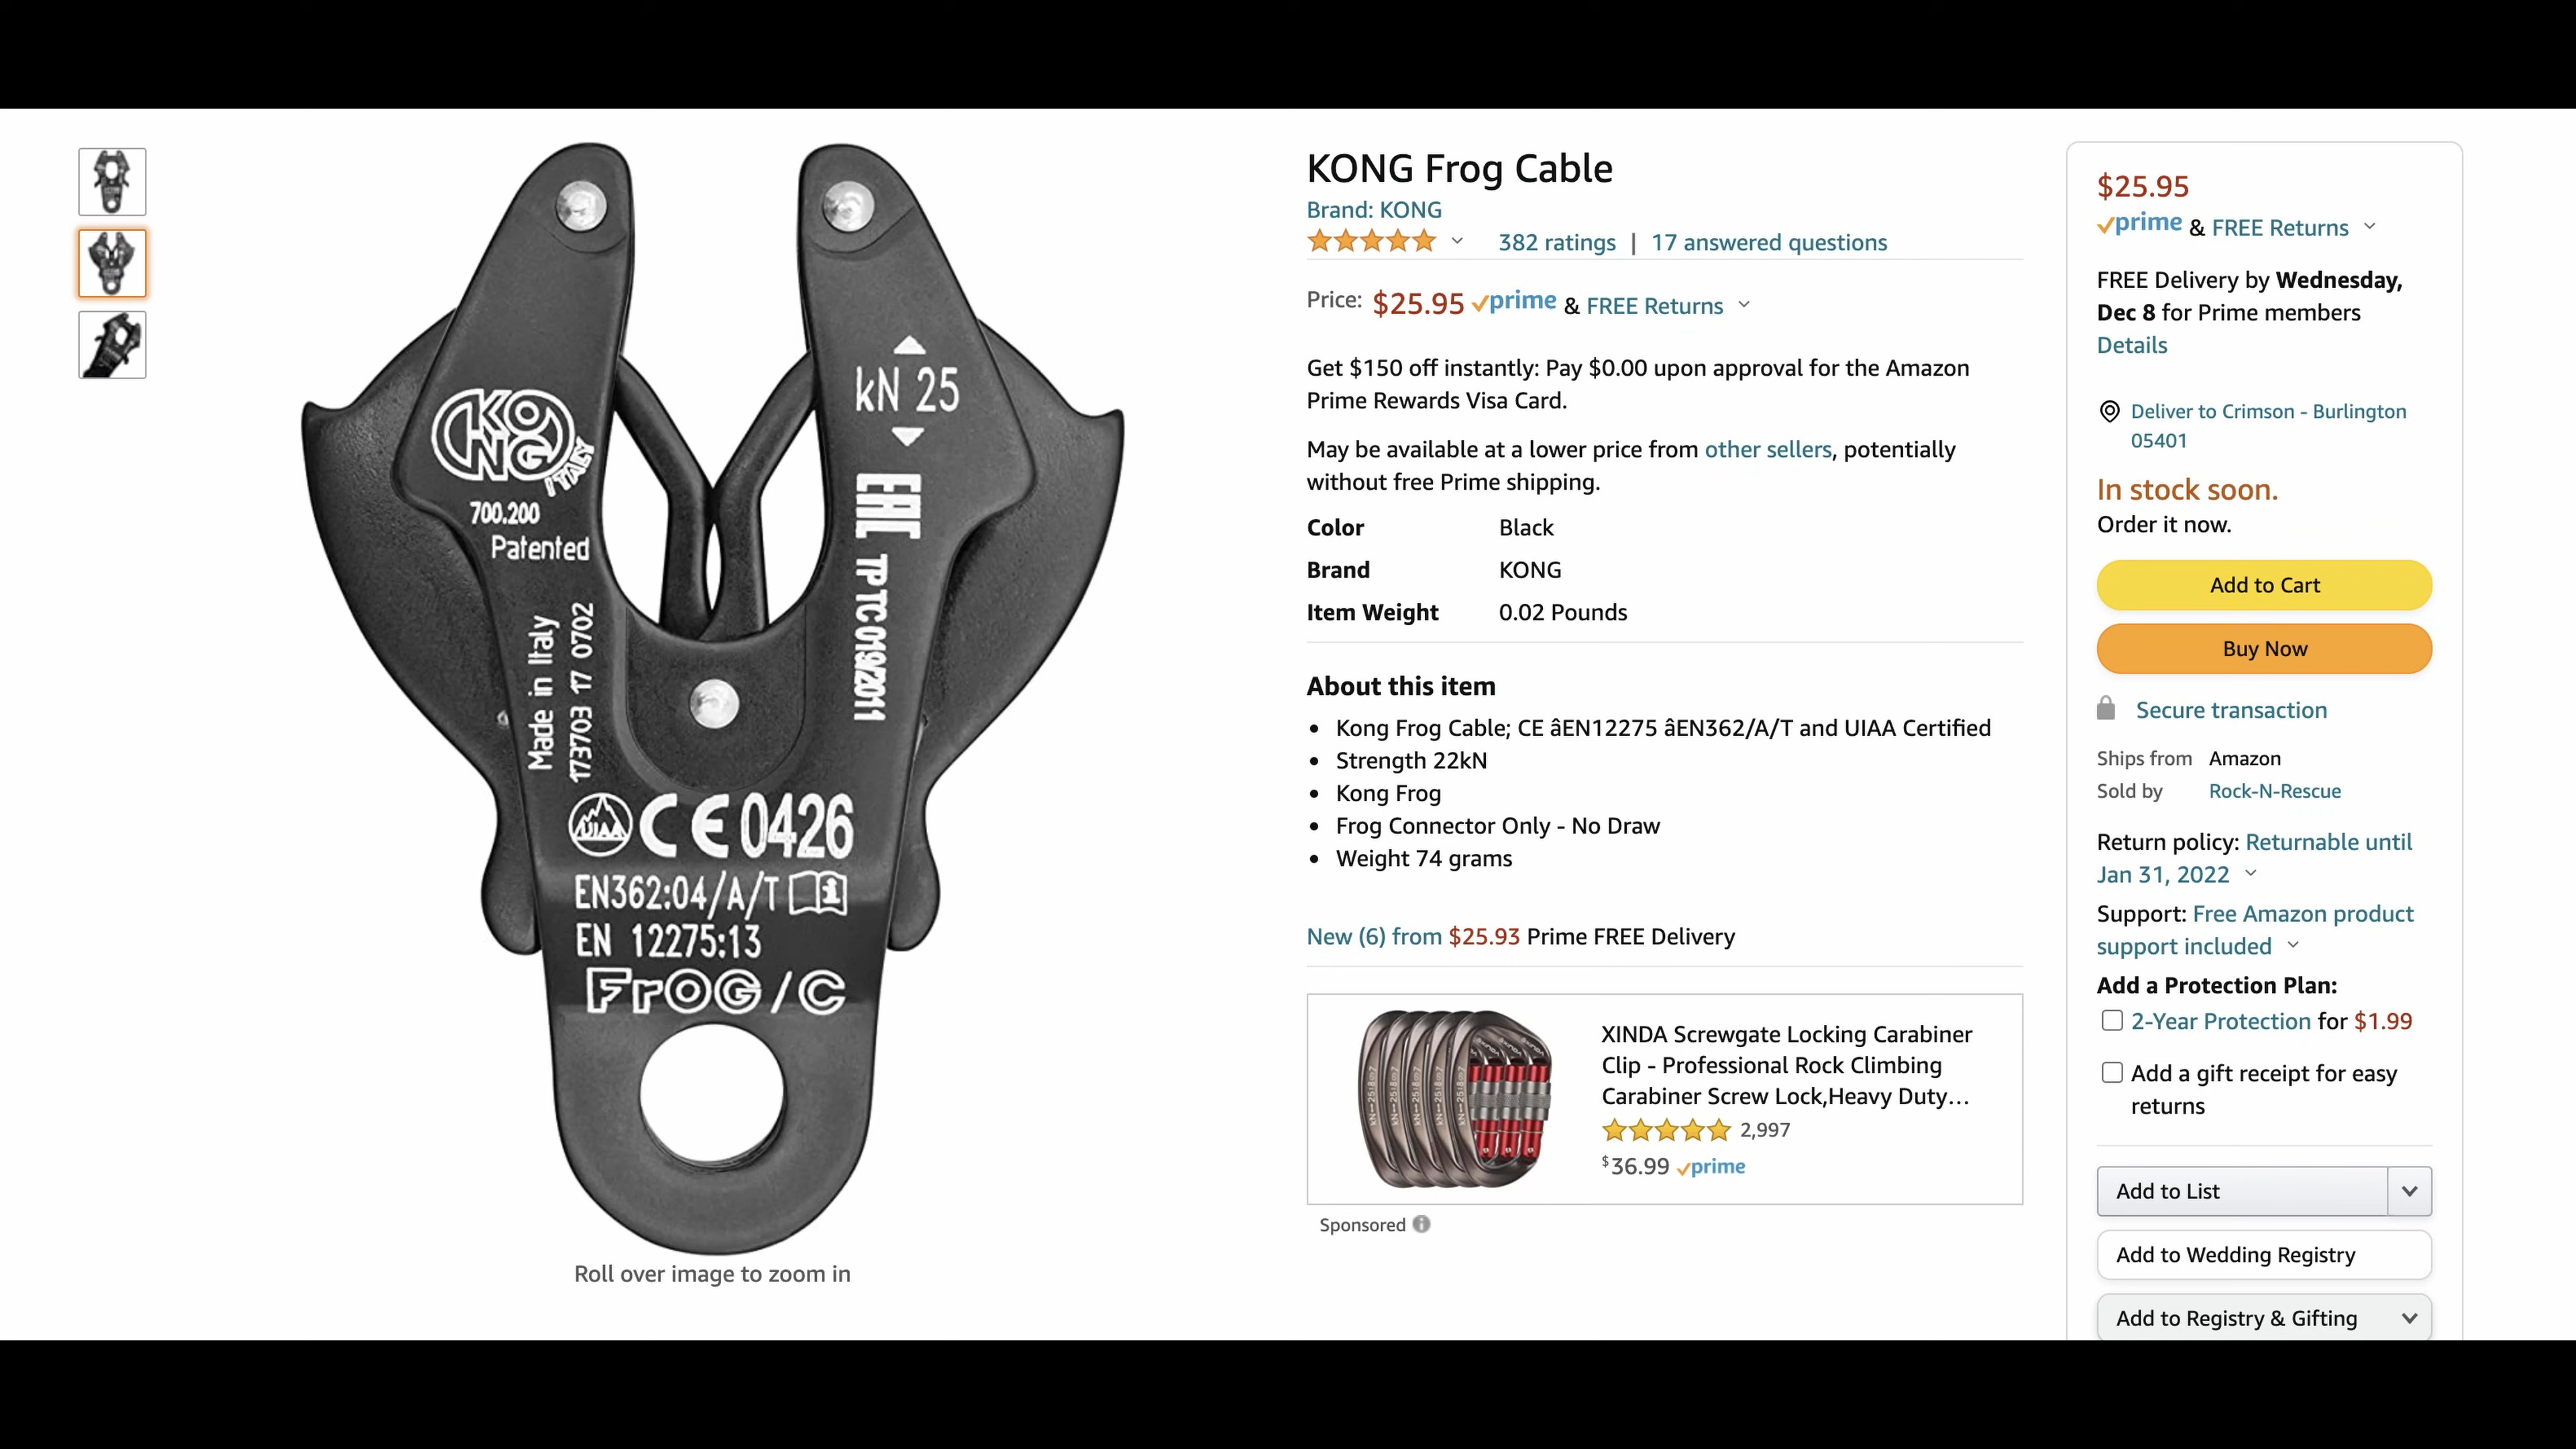 KONG
ITALY
700.200
Patented
Made in Italy
173703 17 0702
kN 25
EAC TP TC 019/2011
UIAA CE 0426
EN362:04/A/T
EN 12275:13
FrOG/C
Roll over image to zoom in
KONG Frog Cable
Brand: KONG
382 ratings | 17 answered questions
Price: $25.95 prime & FREE Returns
Get $150 off instantly: Pay $0.00 upon approval for the Amazon
Prime Rewards Visa Card.
May be available at a lower price from other sellers, potentially
without free Prime shipping.
Color Black
Brand KONG
Item Weight 0.02 Pounds
About this item
• Kong Frog Cable; CE âEN12275 âEN362/A/T and UIAA Certified
• Strength 22kN
• Kong Frog
• Frog Connector Only - No Draw
• Weight 74 grams
New (6) from $25.93 Prime FREE Delivery
XINDA Screwgate Locking Carabiner
Clip - Professional Rock Climbing
Carabiner Screw Lock,Heavy Duty…
2,997
$36.99 prime
Sponsored
$25.95
prime & FREE Returns
FREE Delivery by Wednesday,
Dec 8 for Prime members
Details
Deliver to Crimson - Burlington
05401
In stock soon.
Order it now.
Add to Cart
Buy Now
Secure transaction
Ships from Amazon
Sold by Rock-N-Rescue
Return policy: Returnable until
Jan 31, 2022
Support: Free Amazon product
support included
Add a Protection Plan:
2-Year Protection for $1.99
Add a gift receipt for easy
returns
Add to List
Add to Wedding Registry
Add to Registry & Gifting